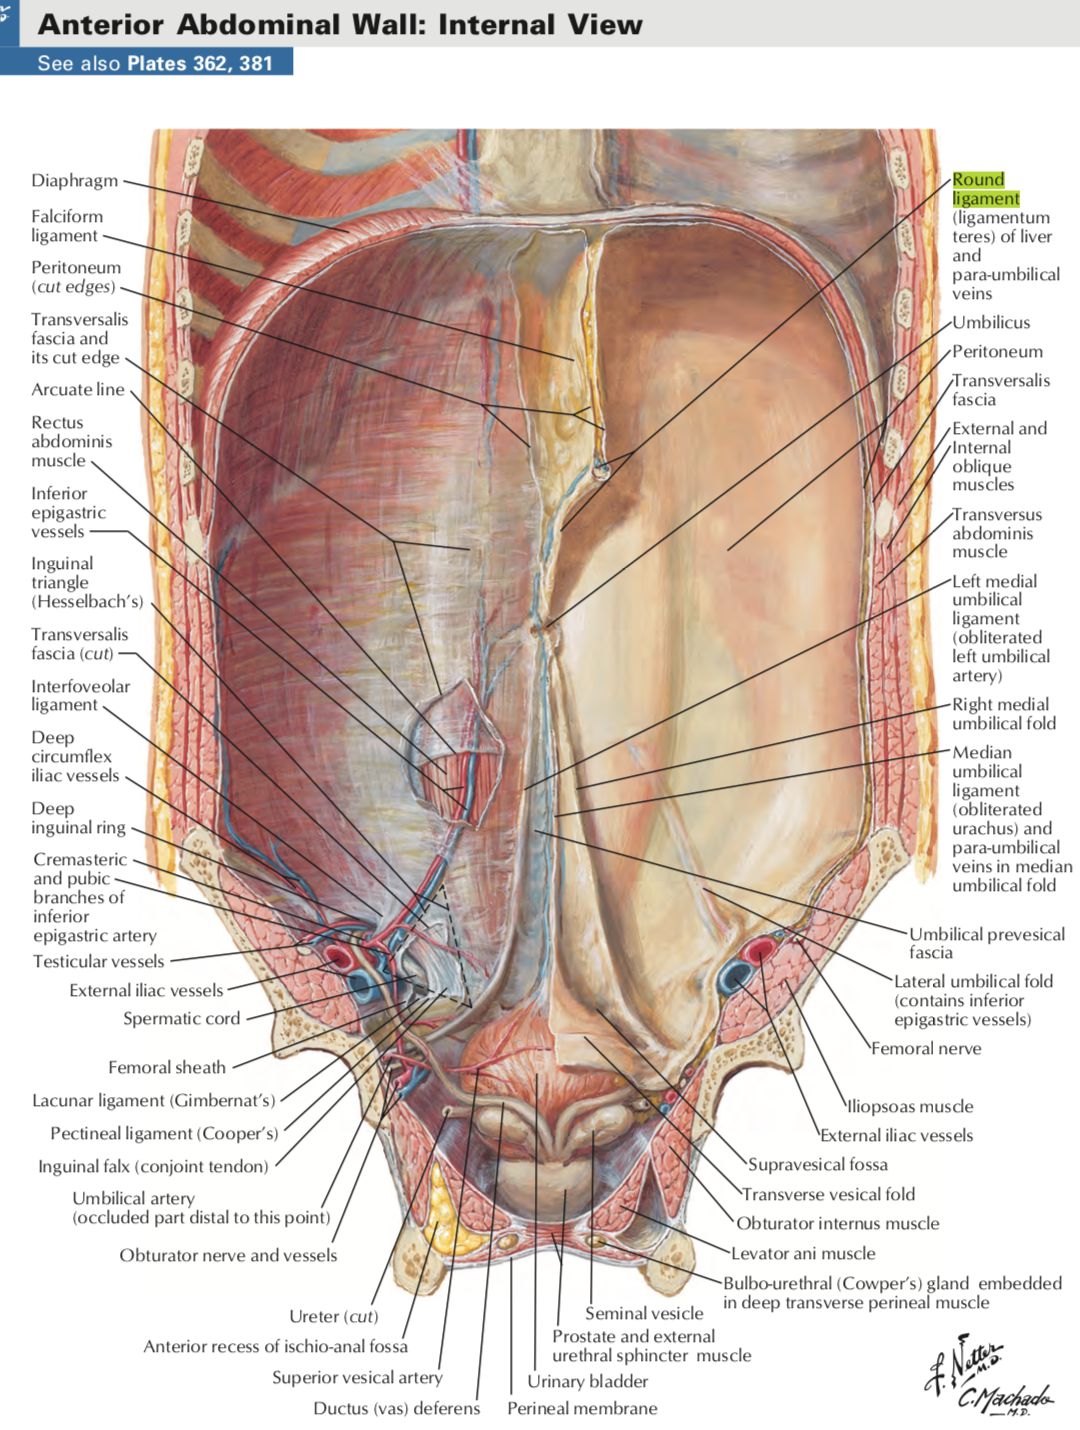 Anterior Abdominal Wall: Internal View
See also Plates 362, 381
Diaphragm
Falciform
ligament
Peritoneum
(cut edges)
Transversalis
fascia and
its cut edge
Arcuate line
Rectus
abdominis
muscle
Inferior
epigastric
vessels
Inguinal
triangle
(Hesselbach's)
Transversalis
fascia (cut)
Interfoveolar
ligament
Deep
circumflex
iliac vessels
Deep
inguinal ring
Cremasteric
and pubic
branches of
inferior
epigastric artery
Testicular vessels
External iliac vessels
Spermatic cord
Femoral sheath
Lacunar ligament (Gimbernat's)
Pectineal ligament (Cooper's)
Inguinal falx (conjoint tendon)
Umbilical artery
(occluded part distal to this point)
Obturator nerve and vessels
Ureter (cut)
Anterior recess of ischio-anal fossa
Superior vesical artery
Ductus (vas) deferens
Round
ligament
(ligamentum
teres) of liver
and
para-umbilical
veins
Umbilicus
Peritoneum
Transversalis
fascia
External and
Internal
oblique
muscles
Transversus
abdominis
muscle
Left medial
umbilical
ligament
(obliterated
left umbilical
artery)
Right medial
umbilical fold
Median
umbilical
ligament
(obliterated
urachus) and
para-umbilical
veins in median
umbilical fold
Umbilical prevesical
fascia
Lateral umbilical fold
(contains inferior
epigastric vessels)
Femoral nerve
Iliopsoas muscle
External iliac vessels
Supravesical fossa
Transverse vesical fold
Obturator internus muscle
Levator ani muscle
Bulbo-urethral (Cowper's) gland embedded
in deep transverse perineal muscle
Seminal vesicle
Prostate and external
urethral sphincter muscle
Urinary bladder
Perineal membrane
F. Netter
M.D.
C. Machado
M.D.